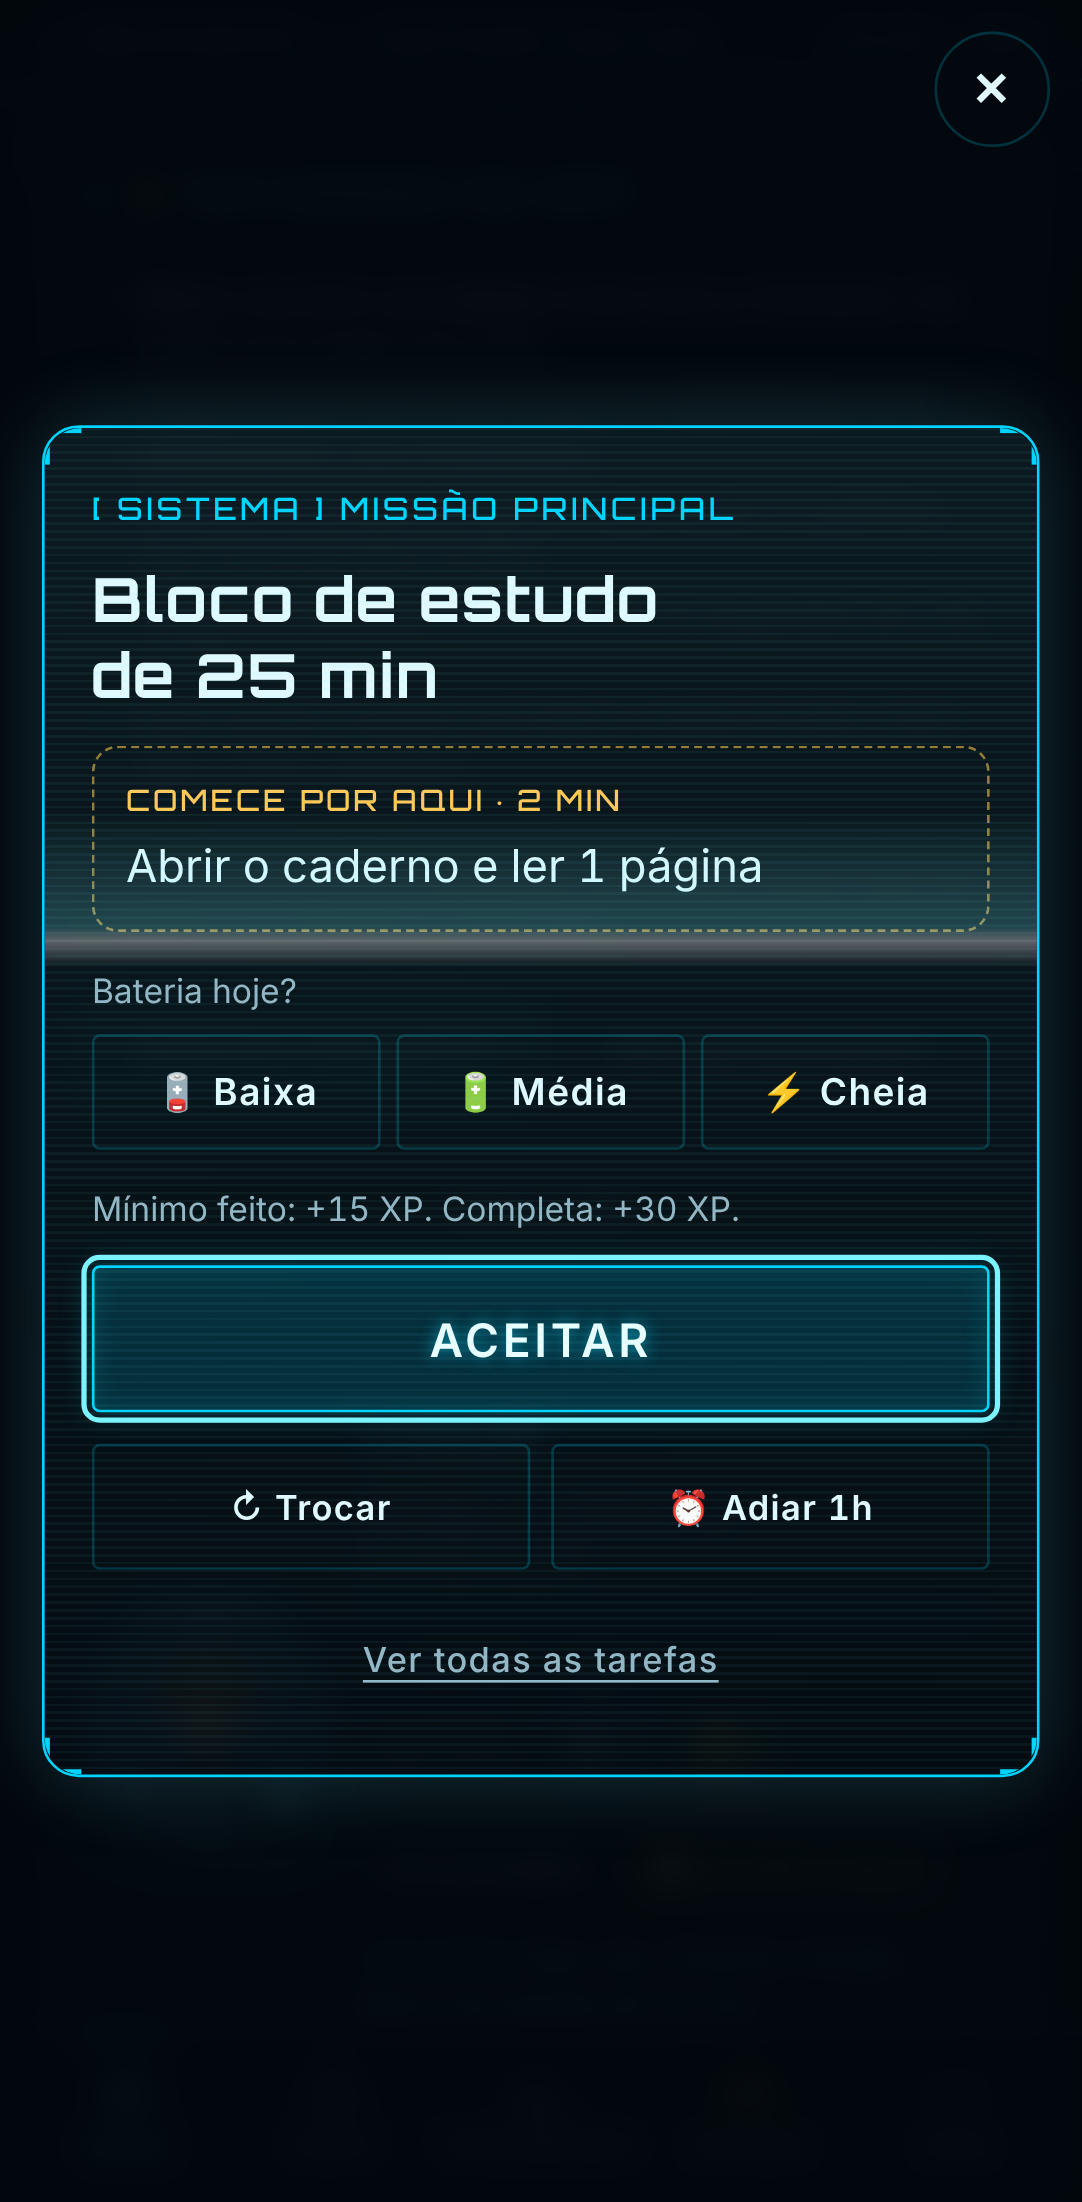 ✕
[ SISTEMA ] MISSÃO PRINCIPAL
Bloco de estudo
de 25 min
COMECE POR AQUI · 2 MIN
Abrir o caderno e ler 1 página
Bateria hoje?
🪫 Baixa
🔋 Média
⚡ Cheia
Mínimo feito: +15 XP. Completa: +30 XP.
ACEITAR
↻ Trocar
⏰ Adiar 1h
Ver todas as tarefas